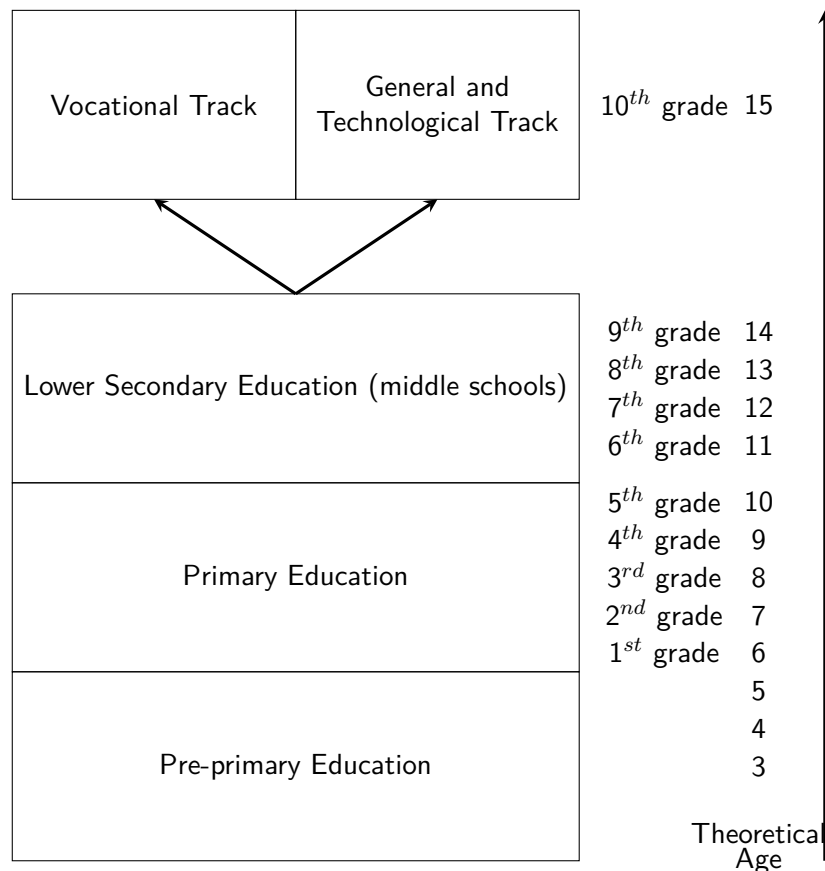 Vocational Track
General and
Technological Track
10th grade 15
Lower Secondary Education (middle schools)
9th grade 14
8th grade 13
7th grade 12
6th grade 11
Primary Education
5th grade 10
4th grade 9
3rd grade 8
2nd grade 7
1st grade 6
Pre-primary Education
5
4
3
Theoretical
Age